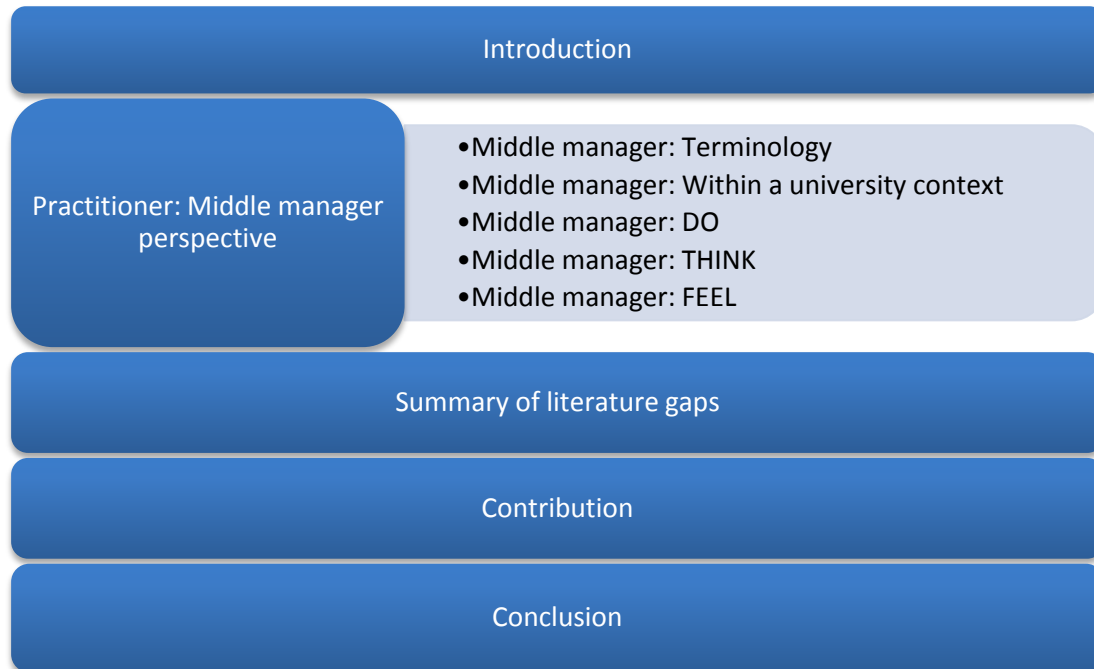 Introduction
Practitioner: Middle manager
perspective
•Middle manager: Terminology
•Middle manager: Within a university context
•Middle manager: DO
•Middle manager: THINK
•Middle manager: FEEL
Summary of literature gaps
Contribution
Conclusion